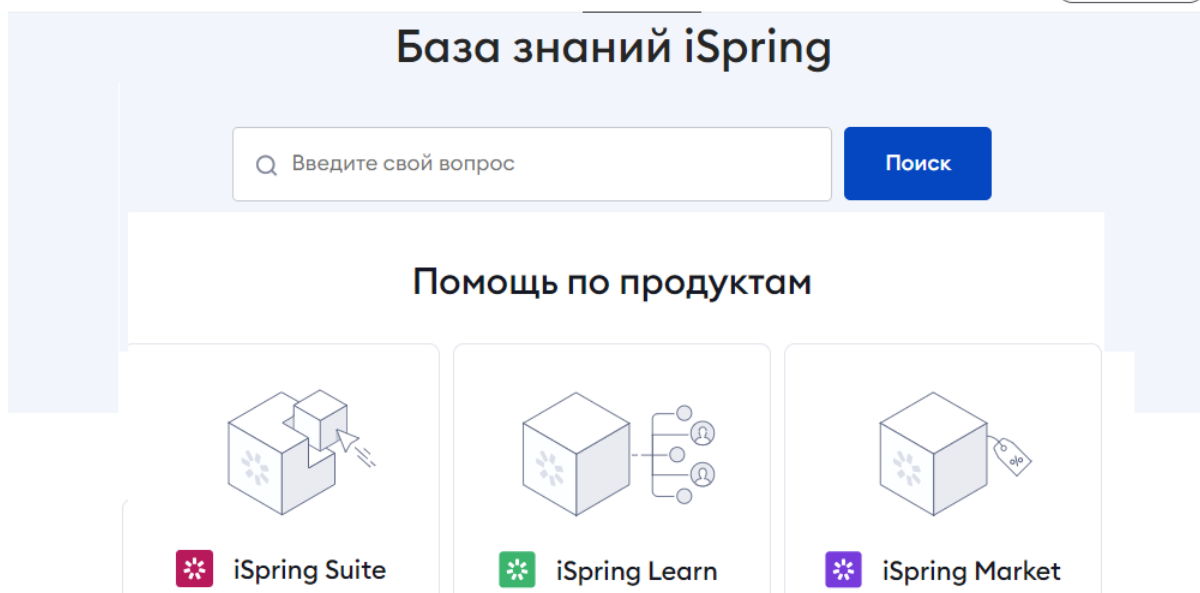 База знаний iSpring
Введите свой вопрос
Поиск
Помощь по продуктам
%
iSpring Suite
iSpring Learn
iSpring Market